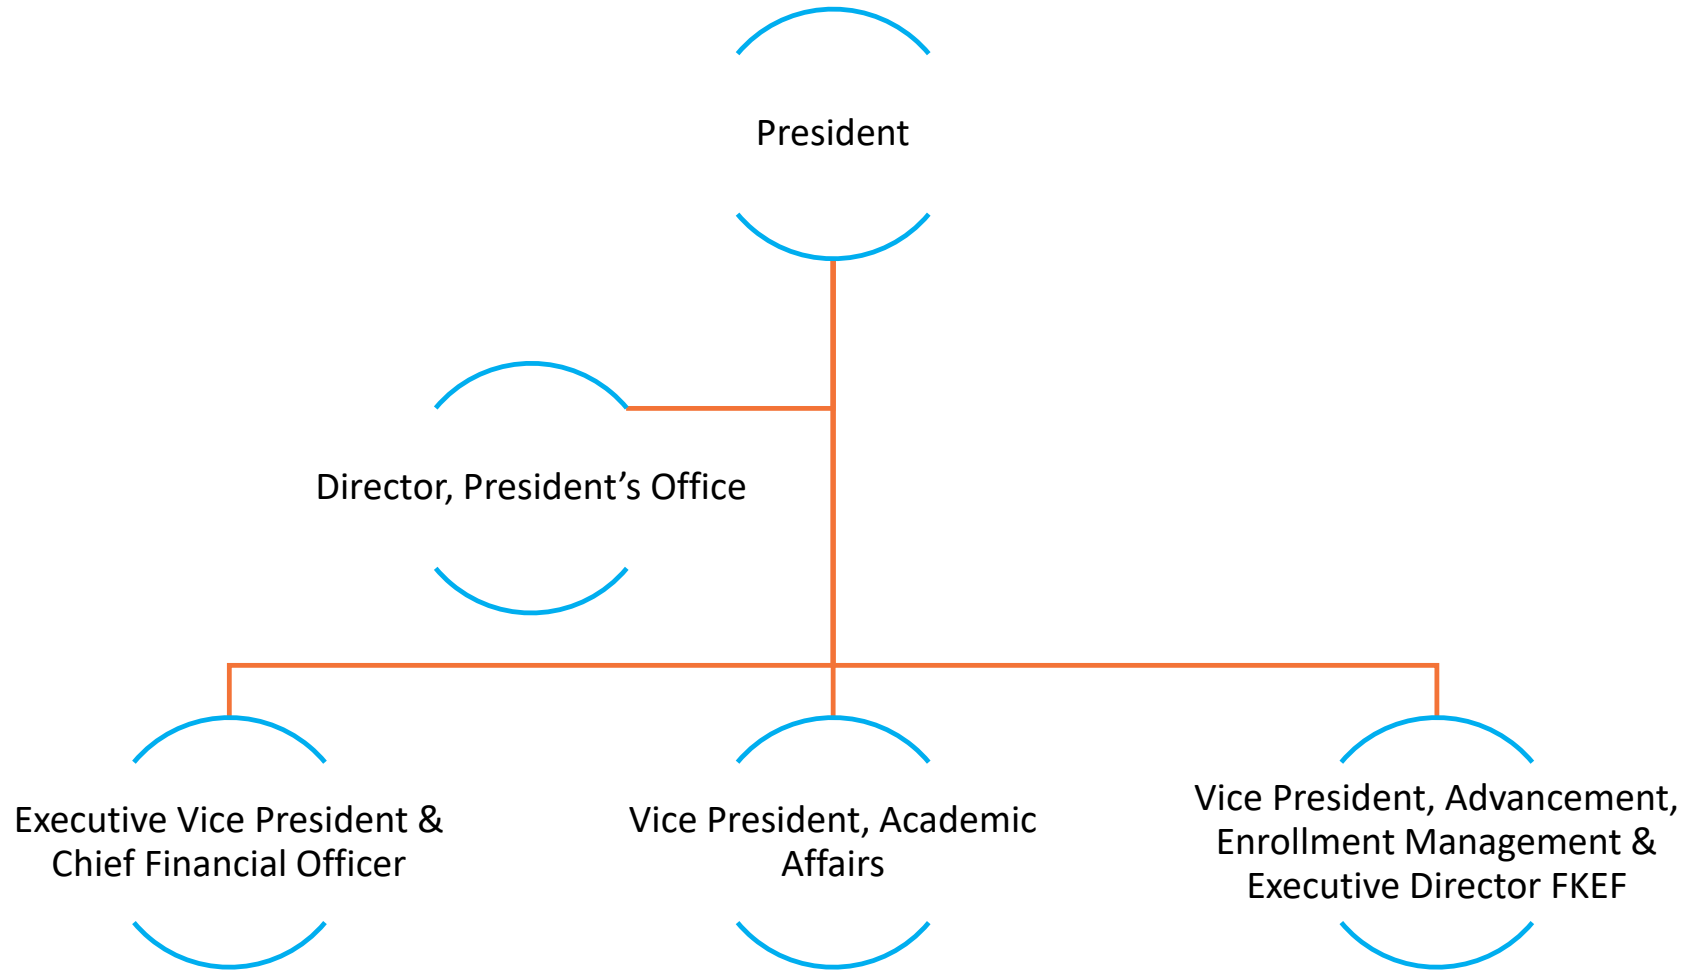 President
Director, President’s Office
Executive Vice President &
Chief Financial Officer
Vice President, Academic
Affairs
Vice President, Advancement,
Enrollment Management &
Executive Director FKEF